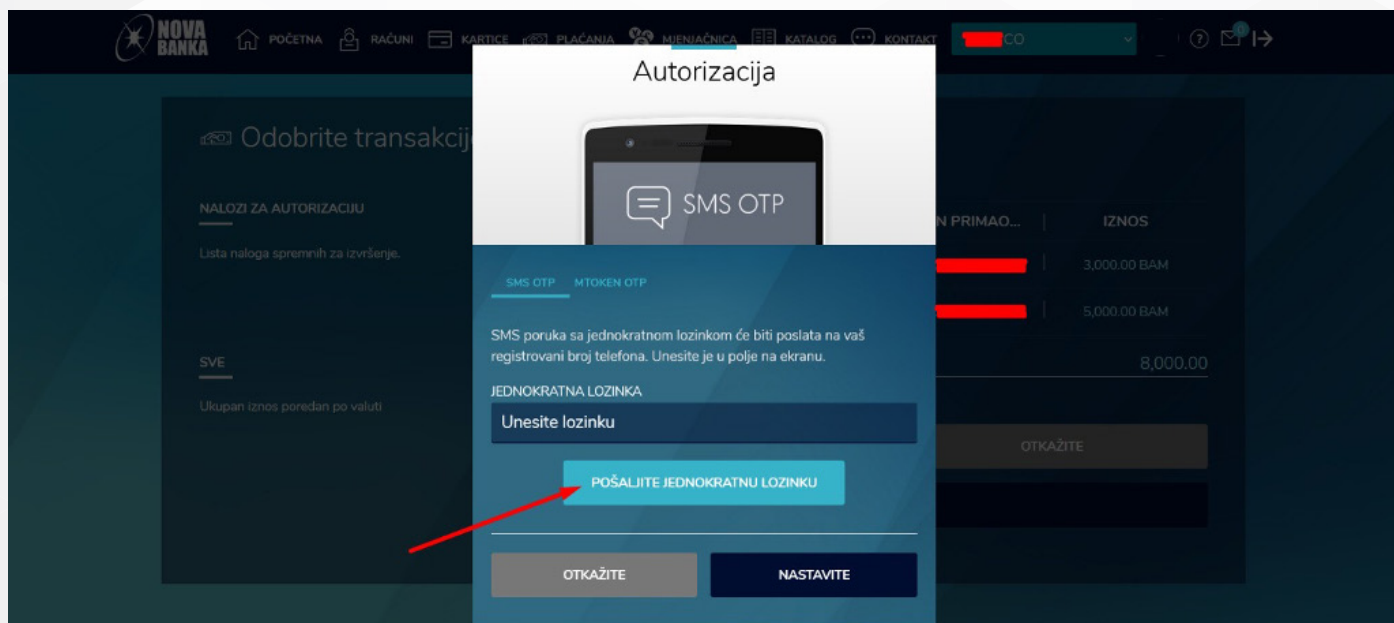 NOVA
BANKA
POČETNA
RAČUNI
KARTICE
PLAĆANJA
MJENJAČNICA
KATALOG
KONTAKT
CO
?
0
Autorizacija
Odobrite transakcij
SMS OTP
NALOZI ZA AUTORIZACIJU
N PRIMAO...
IZNOS
Lista naloga spremnih za izvršenje.
3,000.00 BAM
SMS OTP MTOKEN OTP
5,000.00 BAM
SMS poruka sa jednokratnom lozinkom će biti poslata na vaš
registrovani broj telefona. Unesite je u polje na ekranu.
SVE
8,000.00
JEDNOKRATNA LOZINKA
Ukupan iznos poredan po valuti
Unesite lozinku
OTKAŽITE
POŠALJITE JEDNOKRATNU LOZINKU
OTKAŽITE
NASTAVITE